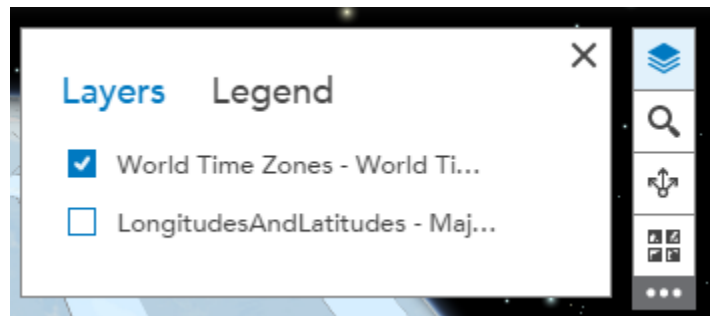 Layers Legend
World Time Zones - World Ti...
LongitudesAndLatitudes - Maj...